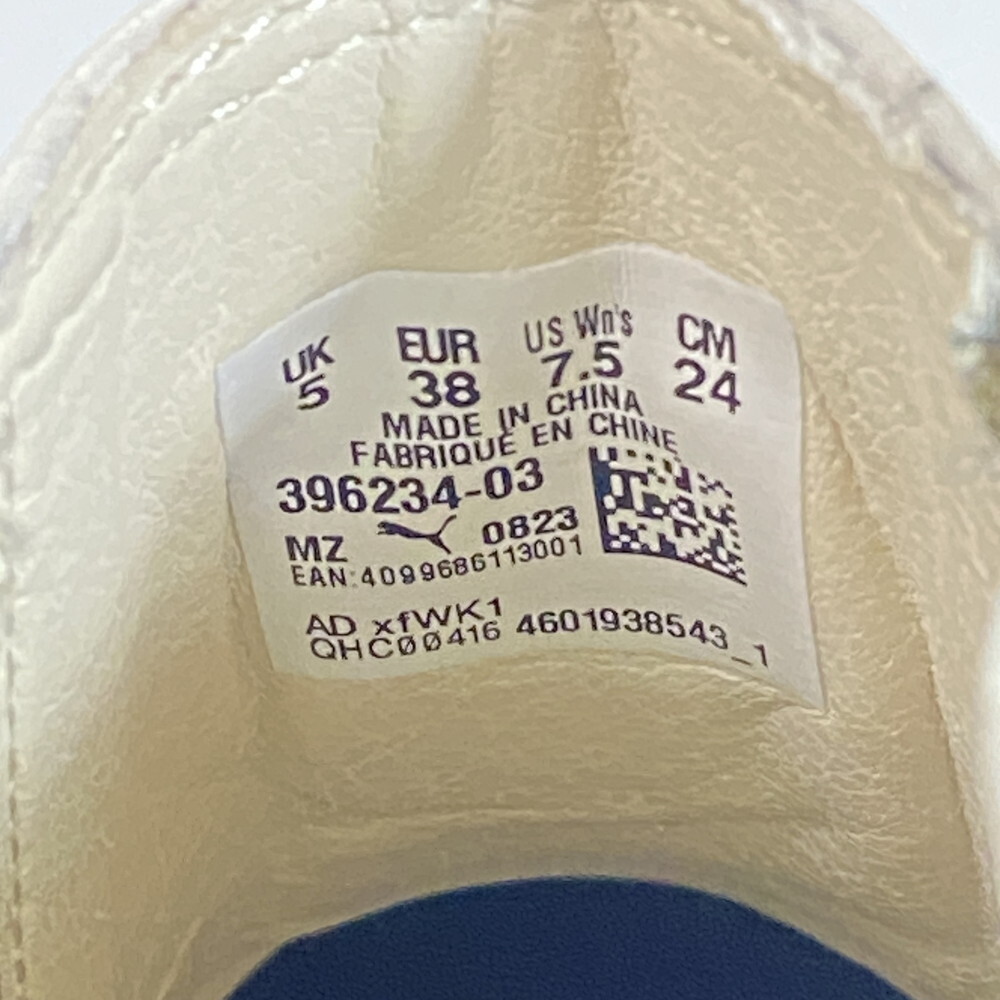 UK EUR US Wn's CM
5 38 7.5 24
MADE IN CHINA
FABRIQUÉ EN CHINE
396234-03
MZ 0823
EAN:4099686113001
AD xfWK1
QHC00416 4601938543_1